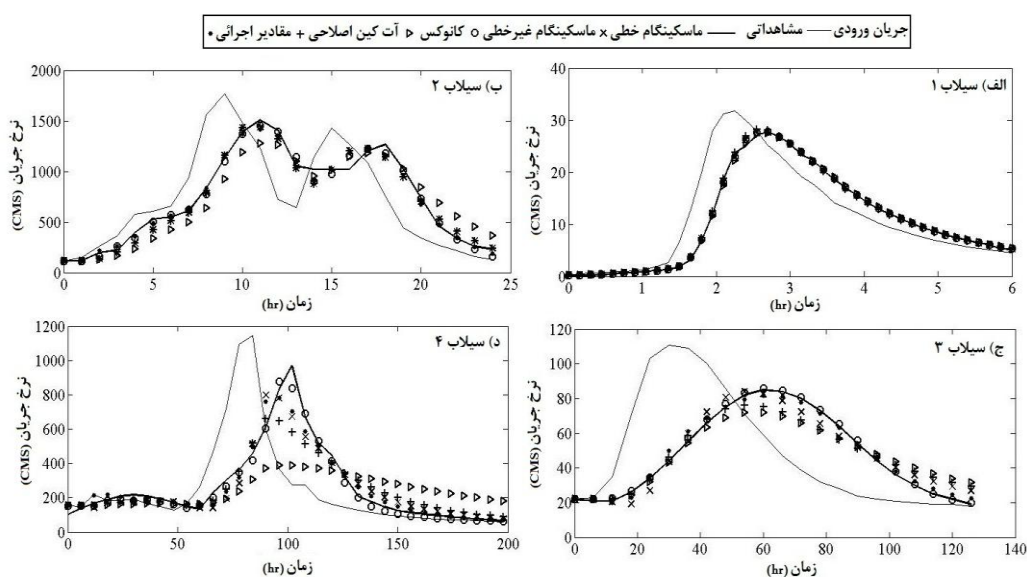 جریان ورودی — مشاهداتی — ماسکینگام خطی × ماسکینگام غیرخطی o کانوکس ▷ آت کین اصلاحی + مقادیر اجرائی •
الف) سیلاب ۱
40
30
20
10
0
0 1 2 3 4 5 6
نرخ جریان (CMS)
زمان (hr)
ب) سیلاب ۲
2000
1500
1000
500
0
0 5 10 15 20 25
نرخ جریان (CMS)
زمان (hr)
ج) سیلاب ۳
120
100
80
60
40
20
0
0 20 40 60 80 100 120 140
نرخ جریان (CMS)
زمان (hr)
د) سیلاب ۴
1200
1000
800
600
400
200
0
0 50 100 150 200
نرخ جریان (CMS)
زمان (hr)